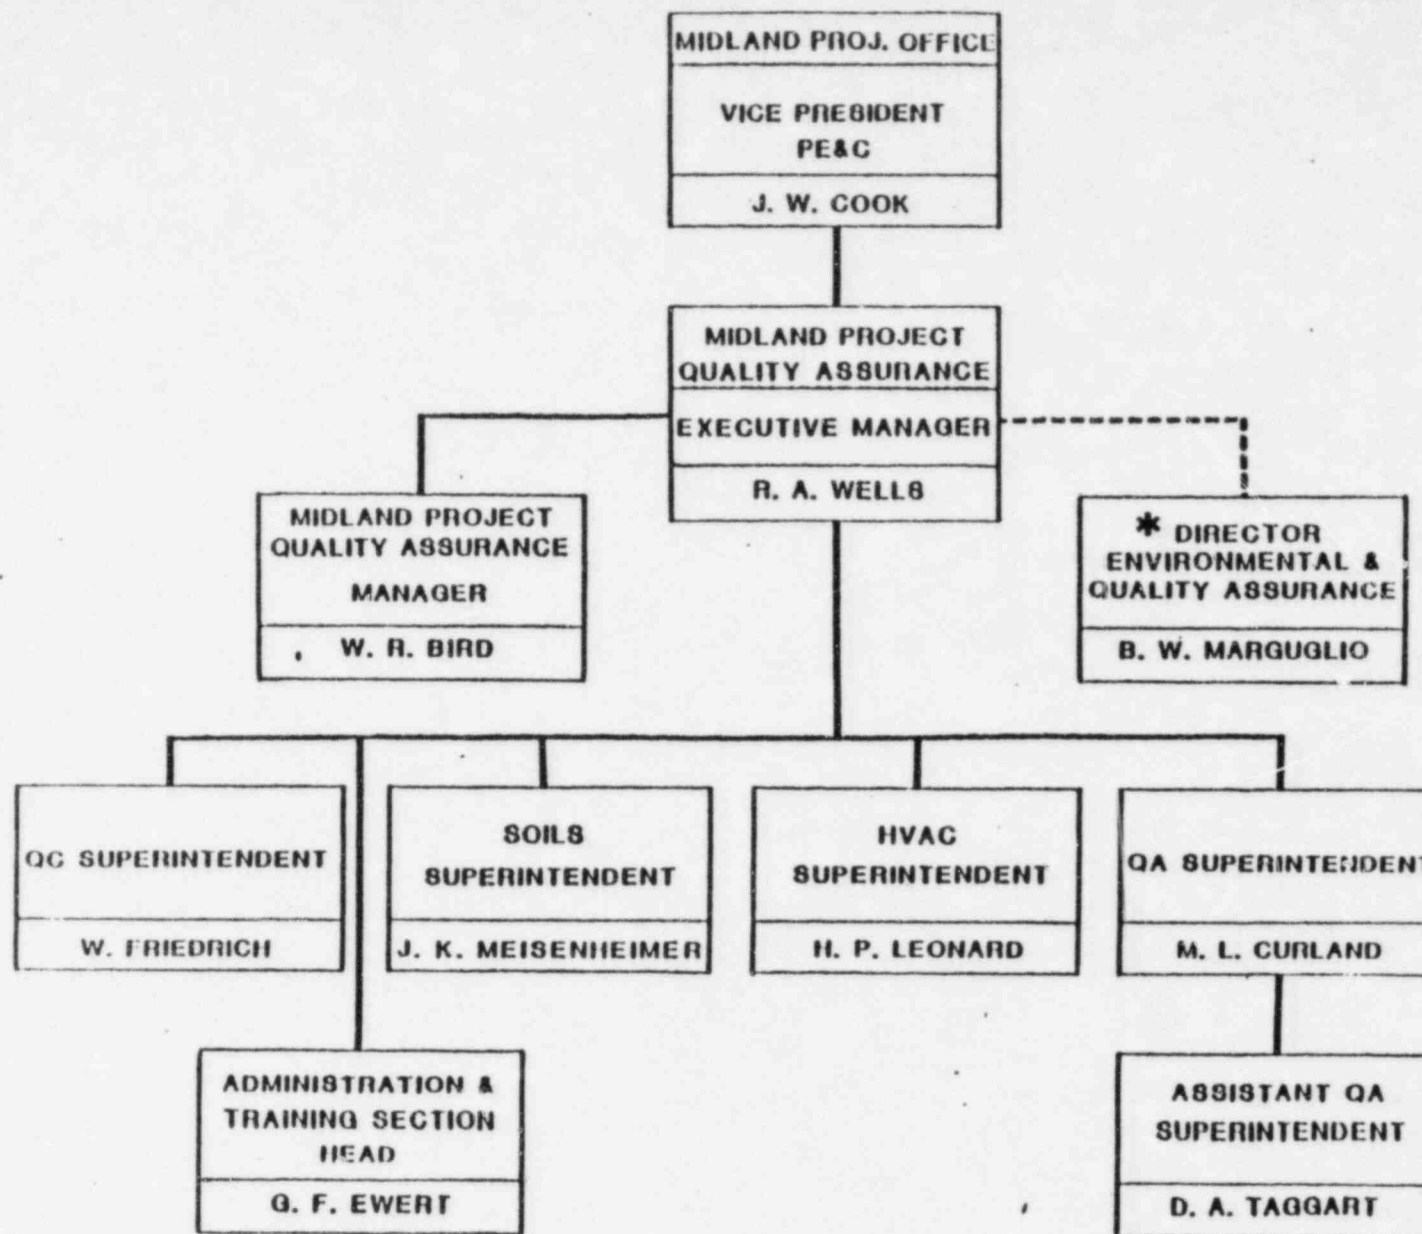 MIDLAND PROJ. OFFICE
VICE PRESIDENT
PE&C
J. W. COOK
MIDLAND PROJECT
QUALITY ASSURANCE
EXECUTIVE MANAGER
R. A. WELLS
MIDLAND PROJECT
QUALITY ASSURANCE
MANAGER
W. R. BIRD
* DIRECTOR
ENVIRONMENTAL &
QUALITY ASSURANCE
B. W. MARGUGLIO
QC SUPERINTENDENT
W. FRIEDRICH
SOILS
SUPERINTENDENT
J. K. MEISENHEIMER
HVAC
SUPERINTENDENT
H. P. LEONARD
QA SUPERINTENDENT
M. L. CURLAND
ADMINISTRATION &
TRAINING SECTION
HEAD
G. F. EWERT
ASSISTANT QA
SUPERINTENDENT
D. A. TAGGART